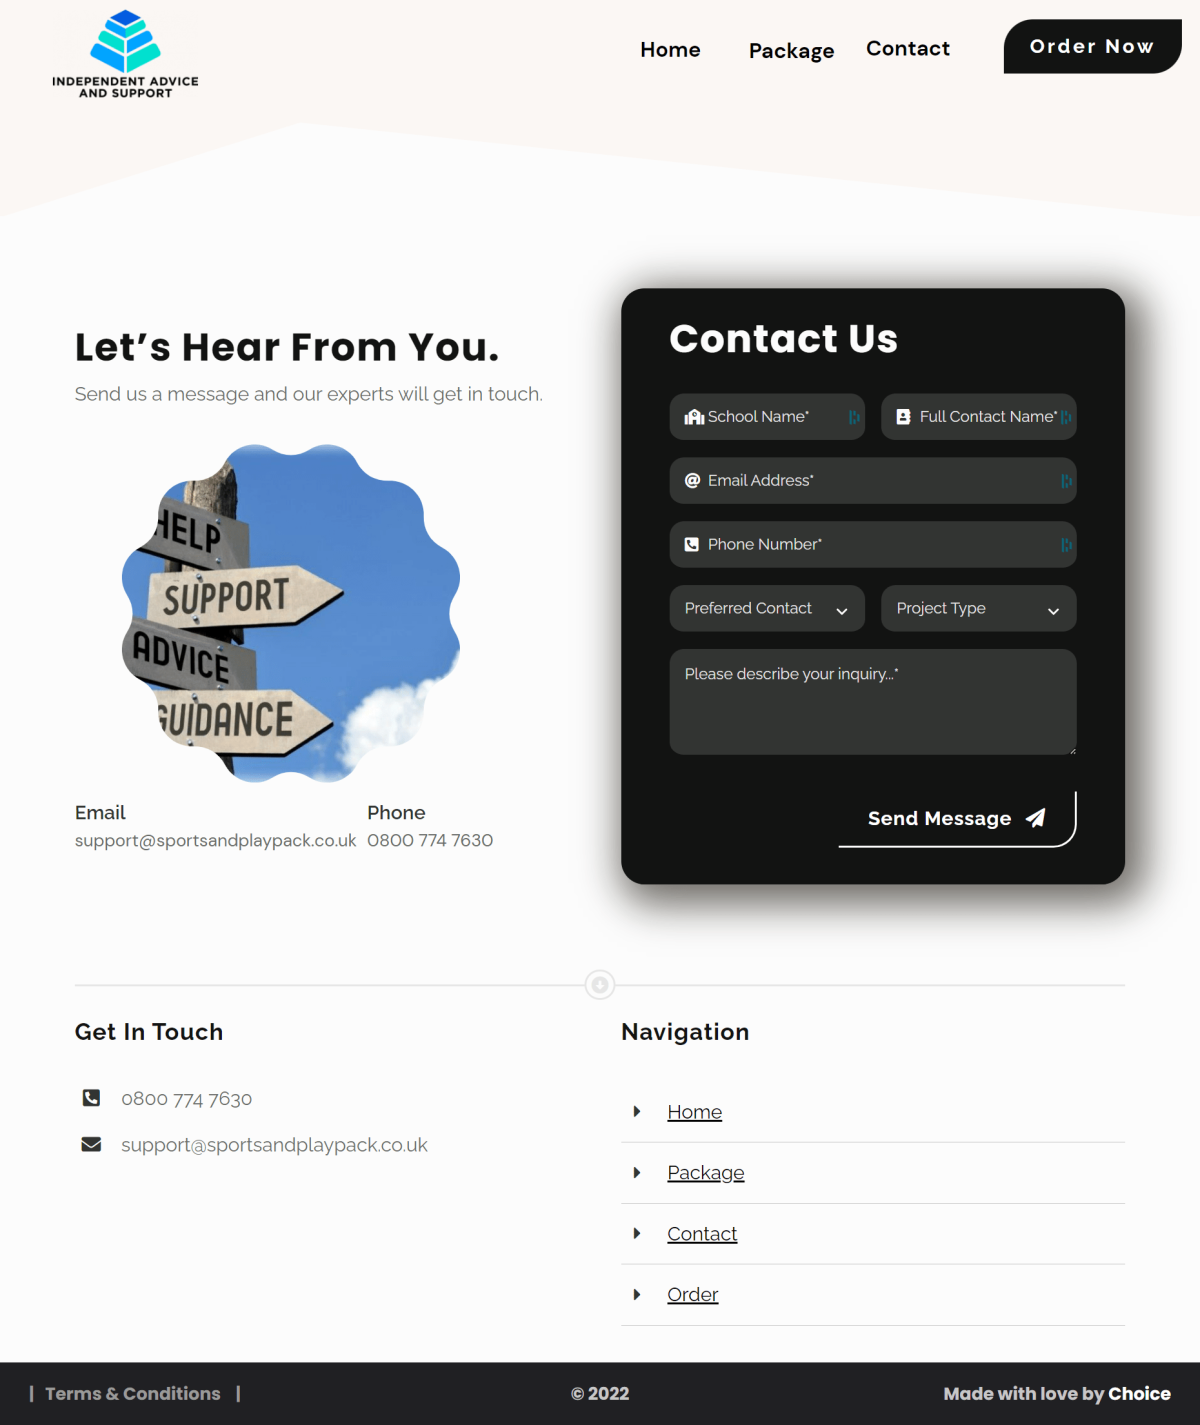 INDEPENDENT ADVICE
AND SUPPORT
Home
Package
Contact
Order Now
Let’s Hear From You.
Send us a message and our experts will get in touch.
HELP
SUPPORT
ADVICE
GUIDANCE
Email
support@sportsandplaypack.co.uk
Phone
0800 774 7630
Contact Us
School Name*
Full Contact Name*
Email Address*
Phone Number*
Preferred Contact
Project Type
Please describe your inquiry...*
Send Message
Get In Touch
0800 774 7630
support@sportsandplaypack.co.uk
Navigation
Home
Package
Contact
Order
| Terms & Conditions |
© 2022
Made with love by Choice